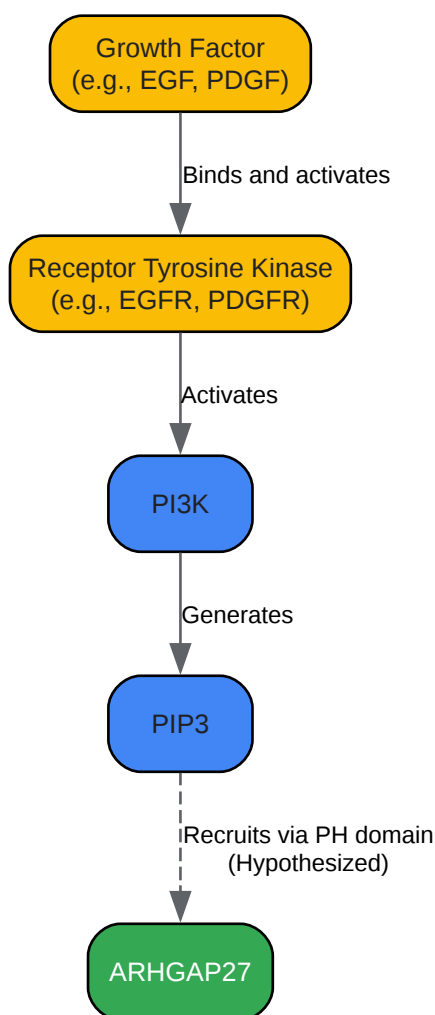 Growth Factor
(e.g., EGF, PDGF)
Binds and activates
Receptor Tyrosine Kinase
(e.g., EGFR, PDGFR)
Activates
PI3K
Generates
PIP3
Recruits via PH domain
(Hypothesized)
ARHGAP27